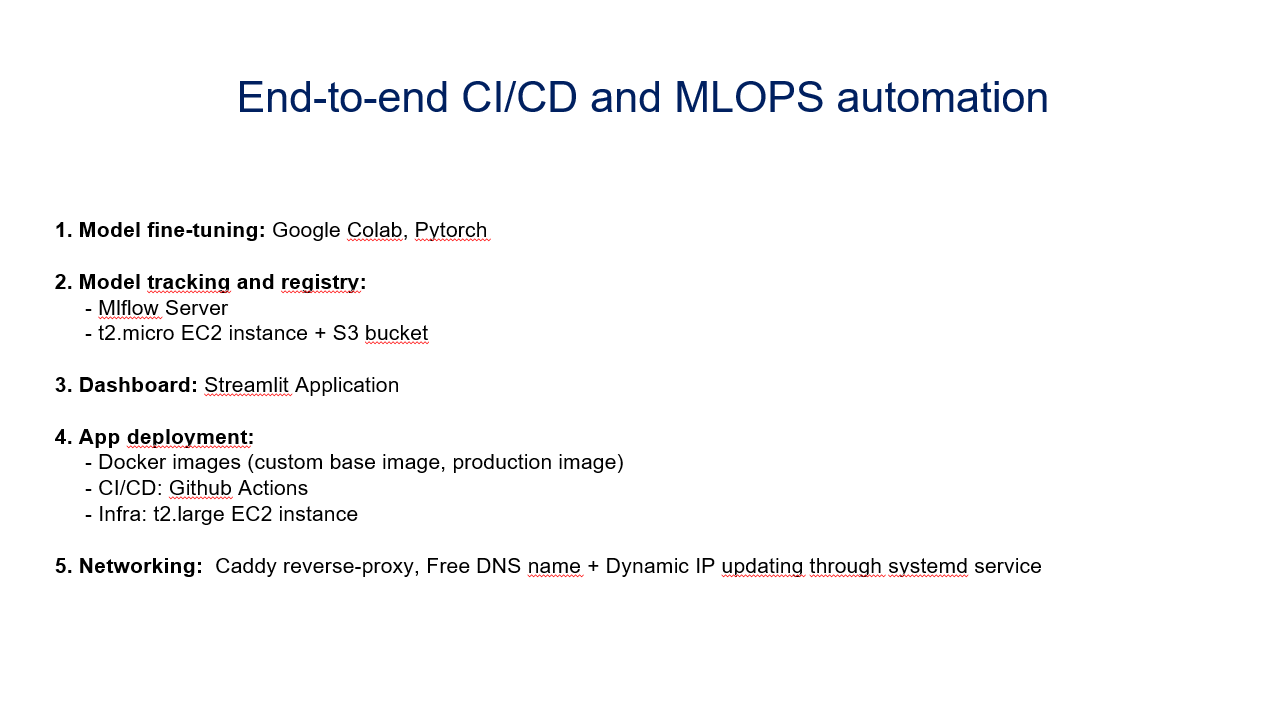 End-to-end CI/CD and MLOPS automation
1. Model fine-tuning: Google Colab, Pytorch
2. Model tracking and registry:
- Mlflow Server
- t2.micro EC2 instance + S3 bucket
3. Dashboard: Streamlit Application
4. App deployment:
- Docker images (custom base image, production image)
- CI/CD: Github Actions
- Infra: t2.large EC2 instance
5. Networking:  Caddy reverse-proxy, Free DNS name + Dynamic IP updating through systemd service